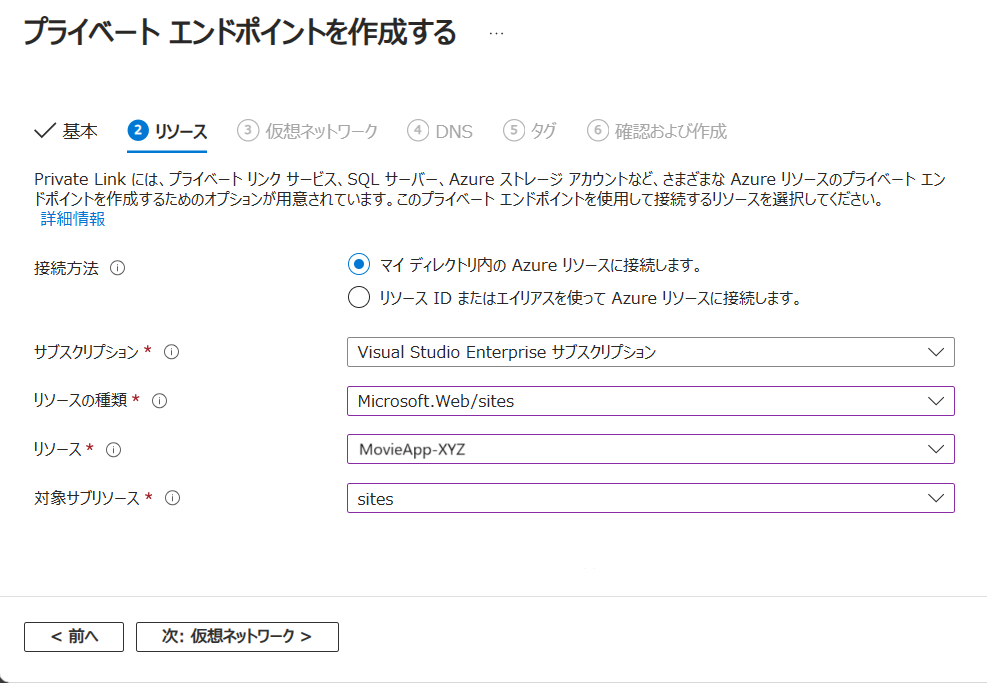 プライベート エンドポイントを作成する ...
基本 2 リソース 3 仮想ネットワーク 4 DNS 5 タグ 6 確認および作成
Private Link には、プライベート リンク サービス、SQL サーバー、Azure ストレージ アカウントなど、さまざまな Azure リソースのプライベート エン
ドポイントを作成するためのオプションが用意されています。このプライベート エンドポイントを使用して接続するリソースを選択してください。
詳細情報
接続方法 マイ ディレクトリ内の Azure リソースに接続します。
リソース ID またはエイリアスを使って Azure リソースに接続します。
サブスクリプション * Visual Studio Enterprise サブスクリプション
リソースの種類 * Microsoft.Web/sites
リソース * MovieApp-XYZ
対象サブリソース * sites
< 前へ 次: 仮想ネットワーク >